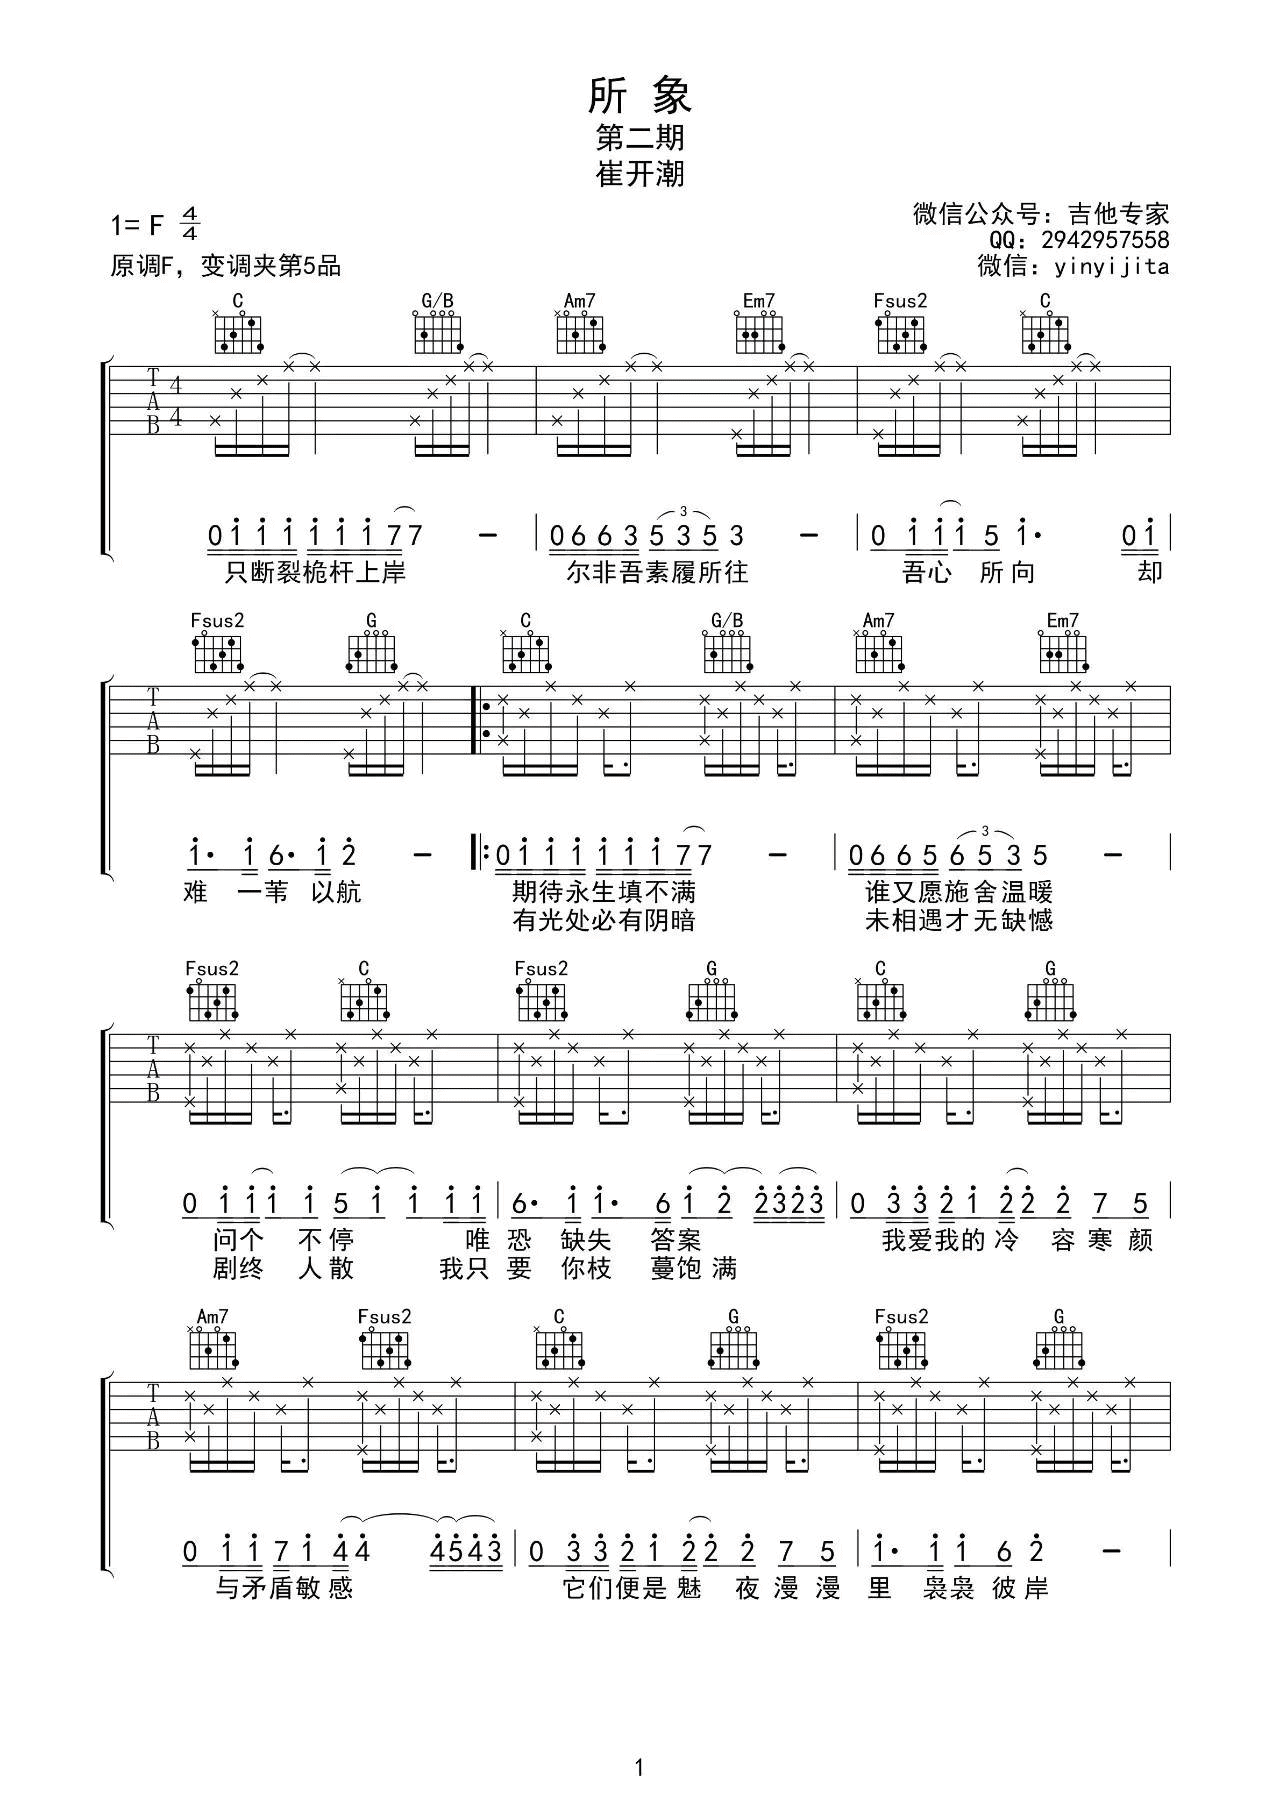 所 象
第二期
崔开潮
1= F 4/4
微信公众号：吉他专家
QQ：2942957558
原调F，变调夹第5品
微信：yinyijita
C G/B Am7 Em7 Fsus2 C
T A B 4 4
0 1 1 1 1 1 1 7 7 - 0 6 6 3 5 3 5 3 - 0 1 1 1 5 1· 0 1
只断裂桅杆上岸 尔非吾素履所往 吾心 所向 却
Fsus2 G C G/B Am7 Em7
T A B
1· 1 6· 1 2 - 0 1 1 1 1 1 1 7 7 - 0 6 6 5 6 5 3 5 -
难 一苇 以航 期待永生填不满 谁又愿施舍温暖
有光处必有阴暗 未相遇才无缺憾
Fsus2 C Fsus2 G C G
T A B
0 1 1 1 1 5 1 1 1 1 6· 1 1· 6 1 2 2 3 2 3 0 3 3 2 1 2 2 2 7 5
问个 不停 唯 恐 缺失 答案 我爱我的冷 容寒颜
剧终 人散 我只 要 你枝 蔓饱满
Am7 Fsus2 C G Fsus2 G
T A B
0 1 1 7 1 4 4 4 5 4 3 0 3 3 2 1 2 2 2 7 5 1· 1 1 6 2 -
与矛盾敏感 它们便是魅 夜漫漫 里 袅袅彼岸
1